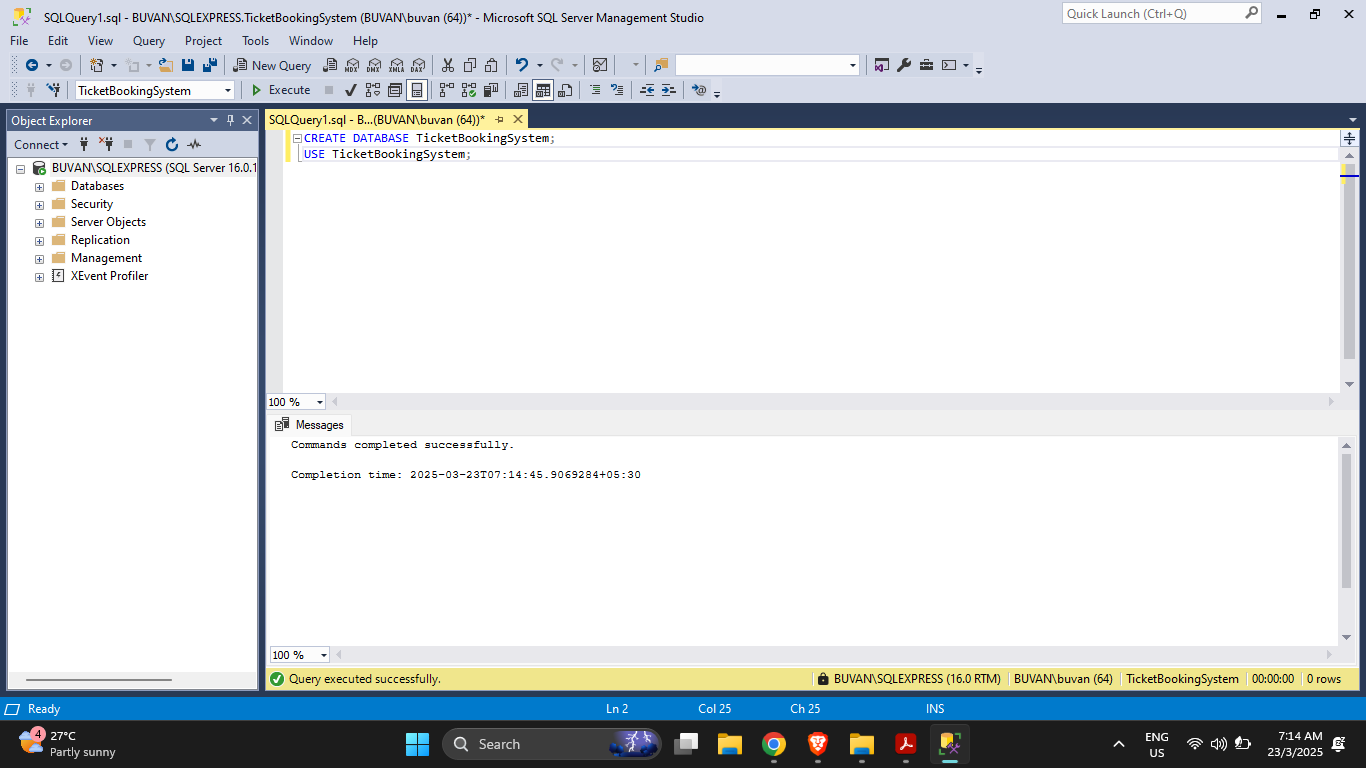 SQLQuery1.sql - BUVAN\SQLEXPRESS.TicketBookingSystem (BUVAN\buvan (64))* - Microsoft SQL Server Management Studio
Quick Launch (Ctrl+Q)
File Edit View Query Project Tools Window Help
New Query MDX DMX XMLA DAX
TicketBookingSystem Execute
Object Explorer
Connect
BUVAN\SQLEXPRESS (SQL Server 16.0.1
Databases
Security
Server Objects
Replication
Management
XEvent Profiler
SQLQuery1.sql - B...(BUVAN\buvan (64))*
CREATE DATABASE TicketBookingSystem;
USE TicketBookingSystem;
100 %
Messages
Commands completed successfully.
Completion time: 2025-03-23T07:14:45.9069284+05:30
100 %
Query executed successfully. BUVAN\SQLEXPRESS (16.0 RTM) BUVAN\buvan (64) TicketBookingSystem 00:00:00 0 rows
Ready Ln 2 Col 25 Ch 25 INS
4
27°C
Partly sunny
Search
ENG
US
7:14 AM
23/3/2025